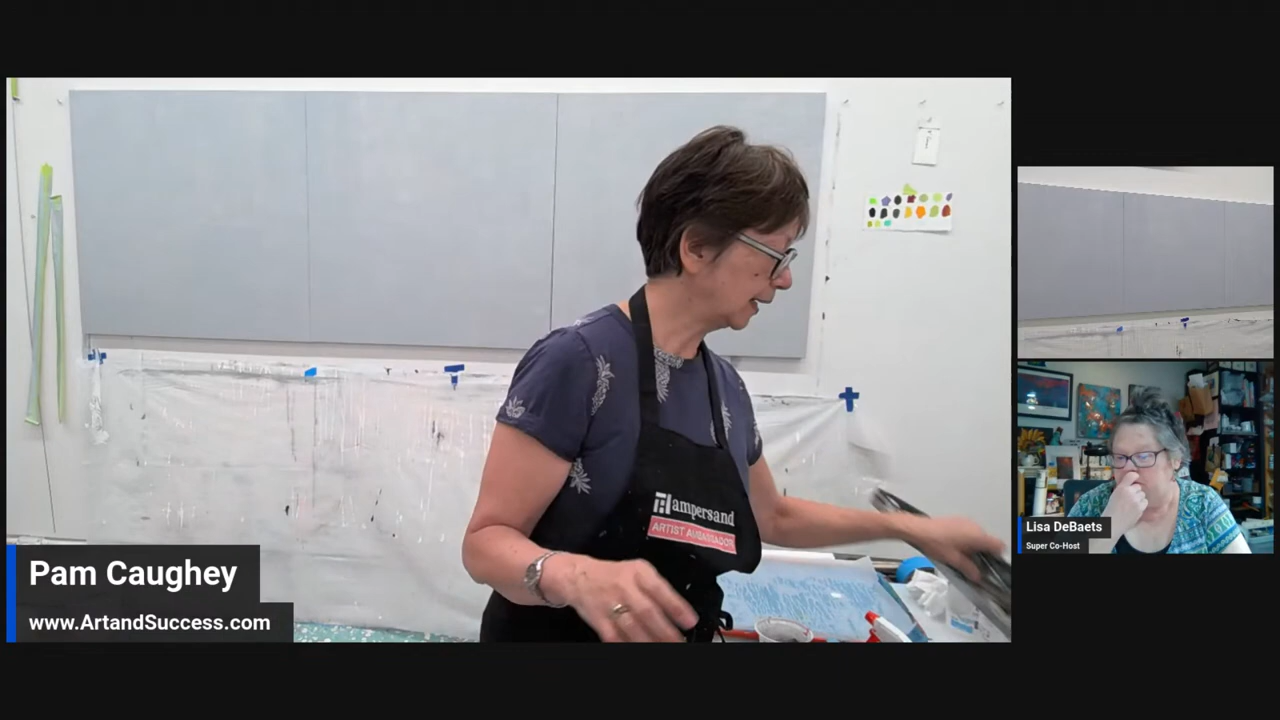 ampersand
ARTIST AMBASSADOR
Pam Caughey
www.ArtandSuccess.com
Lisa DeBaets
Super Co-Host